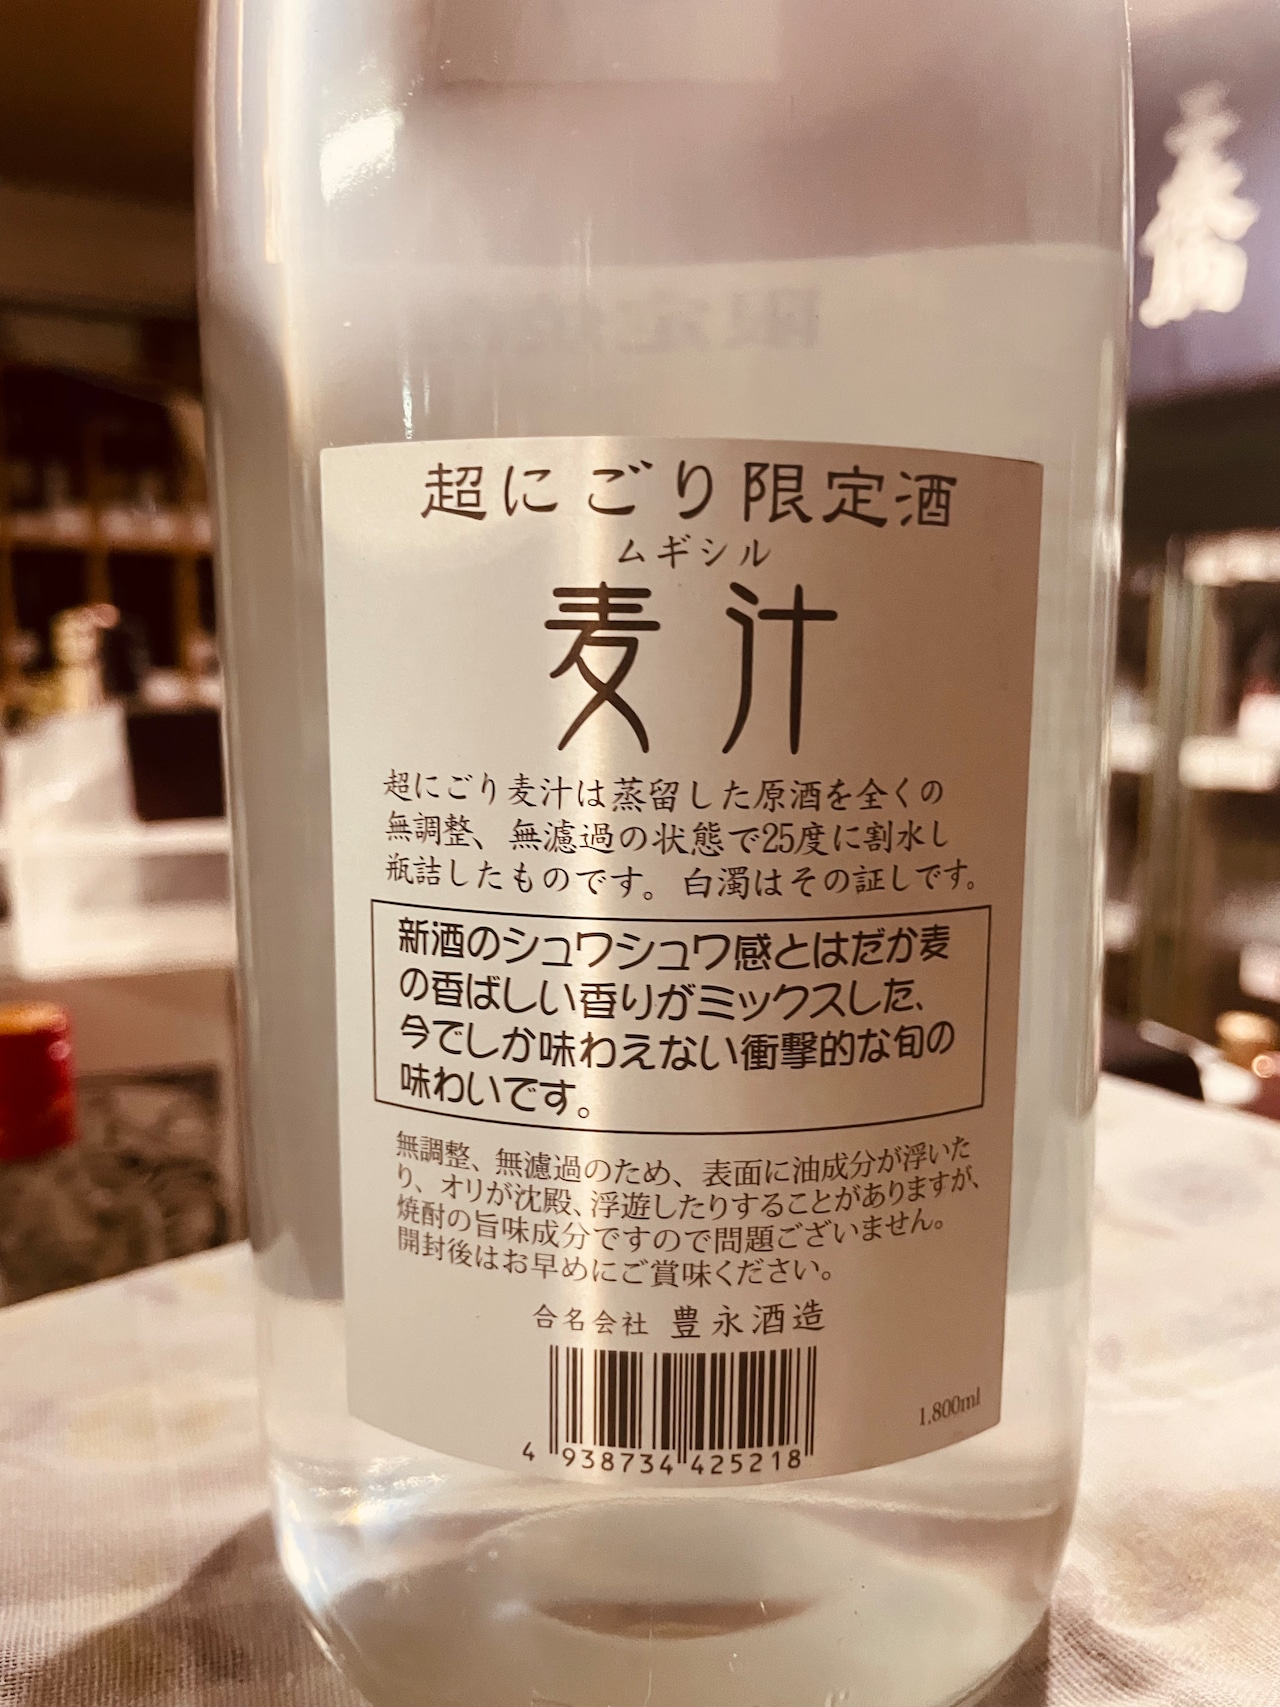 超にごり限定酒
ムギシル
麦汁
超にごり麦汁は蒸留した原酒を全くの
無調整、無濾過の状態で25度に割水し
瓶詰したものです。白濁はその証しです。
新酒のシュワシュワ感とはだか麦
の香ばしい香りがミックスした、
今でしか味わえない衝撃的な旬の
味わいです。
無調整、無濾過のため、表面に油成分が浮いた
り、オリが沈殿、浮遊したりすることがありますが、
焼酎の旨味成分ですので問題ございません。
開封後はお早めにご賞味ください。
合名会社 豊永酒造
1,800ml
4 938734 425218